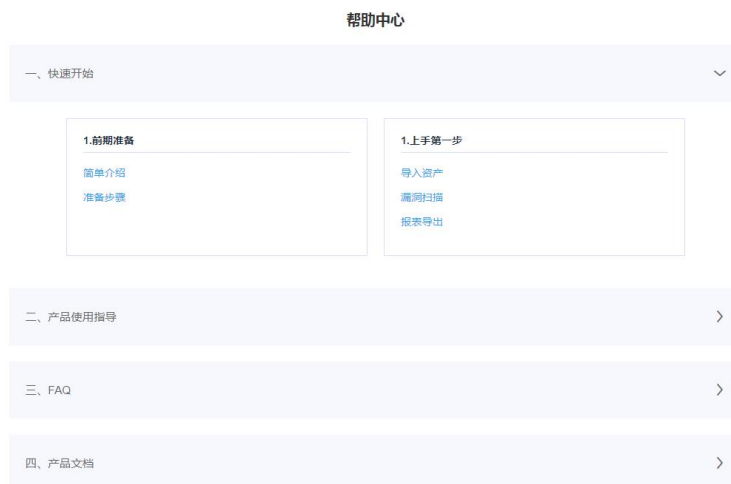 帮助中心
一、快速开始
1.前期准备
简单介绍
准备步骤
1.上手第一步
导入资产
漏洞扫描
报表导出
二、产品使用指导
三、FAQ
四、产品文档